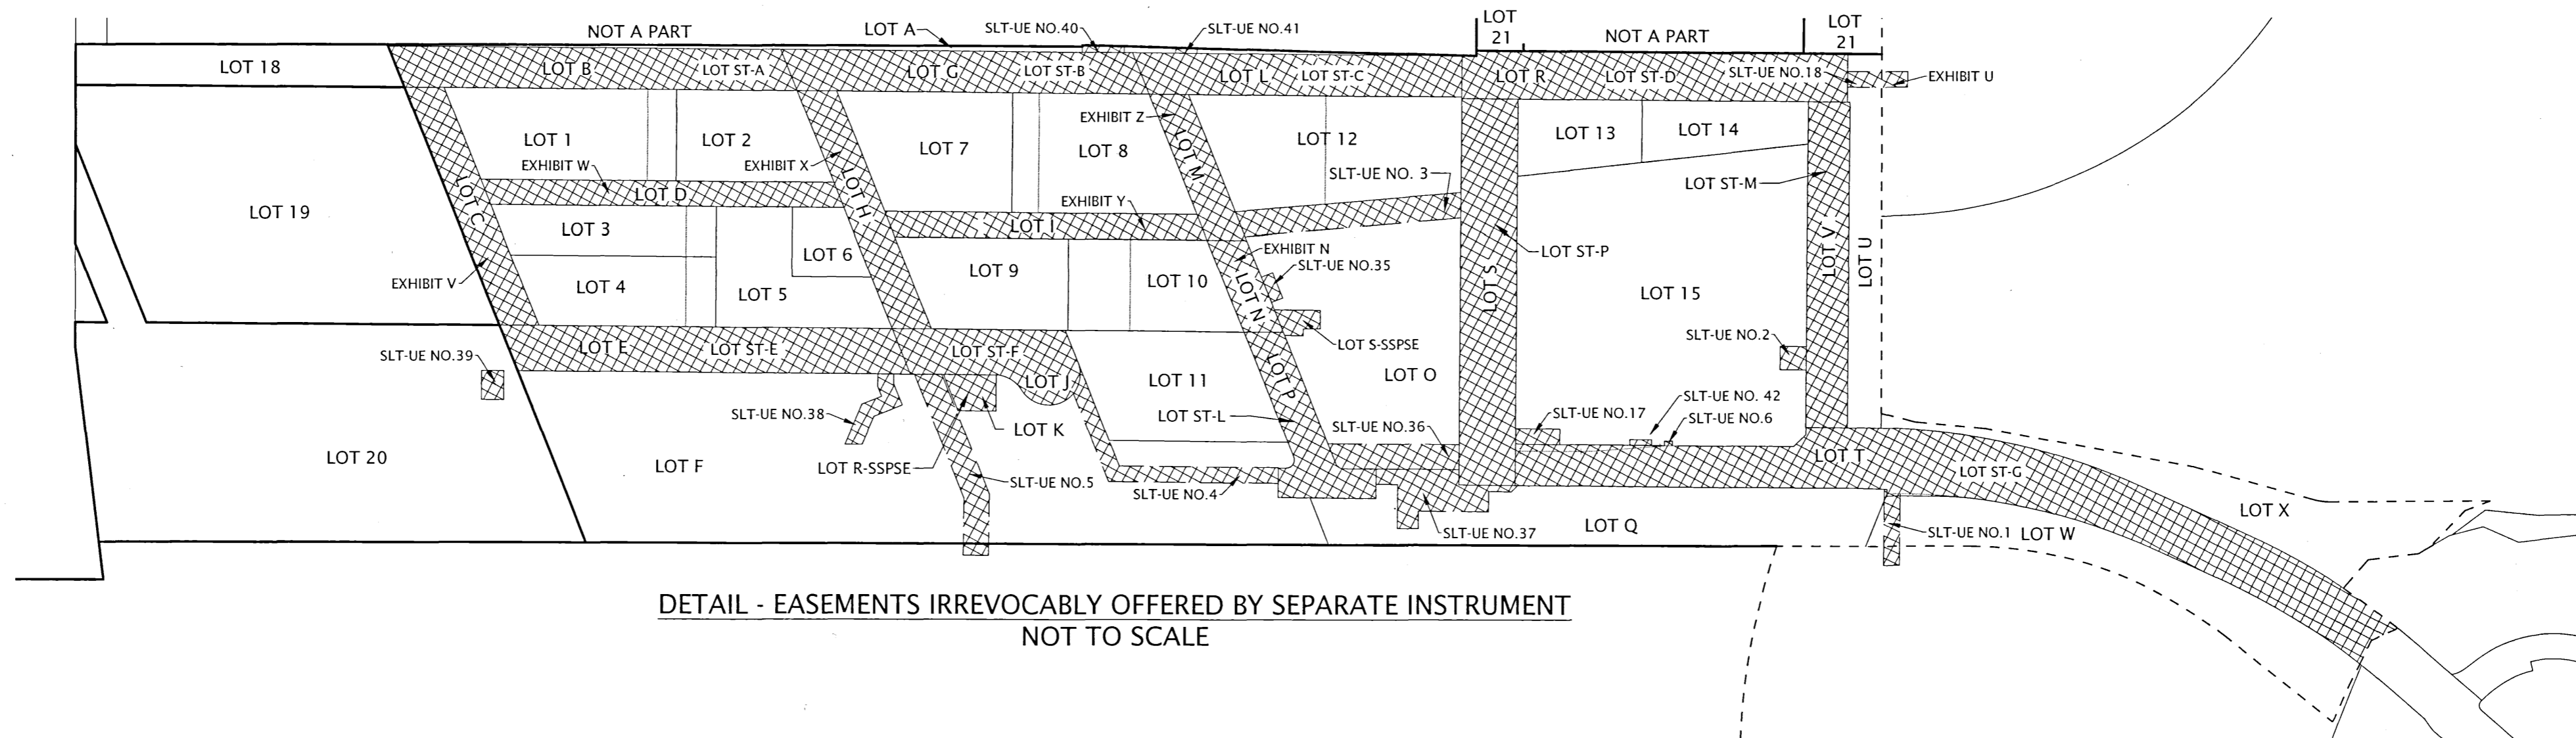 NOT A PART
LOT A
SLT-UE NO.40
SLT-UE NO.41
LOT
21
NOT A PART
LOT
21
LOT 18
LOT B
LOT ST-A
LOT G
LOT ST-B
LOT L
LOT ST-C
LOT R
LOT ST-D
SLT-UE NO.18
EXHIBIT U
LOT 1
LOT 2
EXHIBIT W
EXHIBIT X
LOT 7
EXHIBIT Z
LOT 8
LOT M
LOT 12
SLT-UE NO. 3
LOT 13
LOT 14
LOT ST-M
LOT 19
LOT C
LOT D
LOT H
EXHIBIT Y
LOT I
LOT 3
LOT 6
EXHIBIT N
SLT-UE NO.35
LOT ST-P
LOT V
LOT U
EXHIBIT V
LOT 4
LOT 5
LOT 9
LOT 10
LOT N
LOT S
LOT 15
SLT-UE NO.39
LOT E
LOT ST-E
LOT ST-F
LOT J
LOT S-SSPSE
SLT-UE NO.2
LOT 11
LOT P
LOT O
SLT-UE NO.38
LOT K
LOT ST-L
SLT-UE NO.36
SLT-UE NO.17
SLT-UE NO. 42
SLT-UE NO.6
LOT 20
LOT F
LOT R-SSPSE
SLT-UE NO.5
SLT-UE NO.4
LOT T
LOT ST-G
SLT-UE NO.37
LOT Q
SLT-UE NO.1
LOT W
LOT X
DETAIL - EASEMENTS IRREVOCABLY OFFERED BY SEPARATE INSTRUMENT
NOT TO SCALE